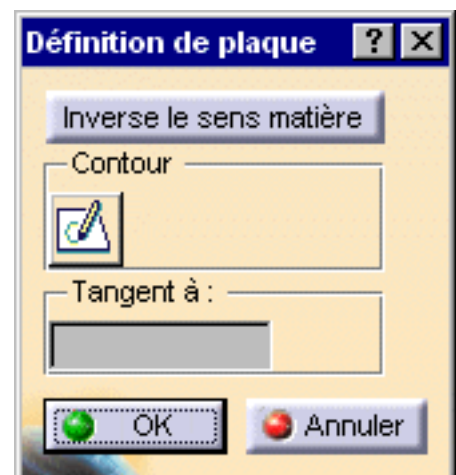 Définition de plaque ? X
Inverse le sens matière
Contour
Tangent à :
OK Annuler